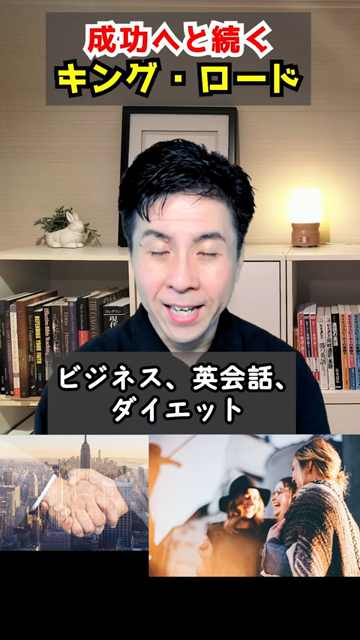 成功へと続く
キング・ロード
ビジネス、英会話、
ダイエット